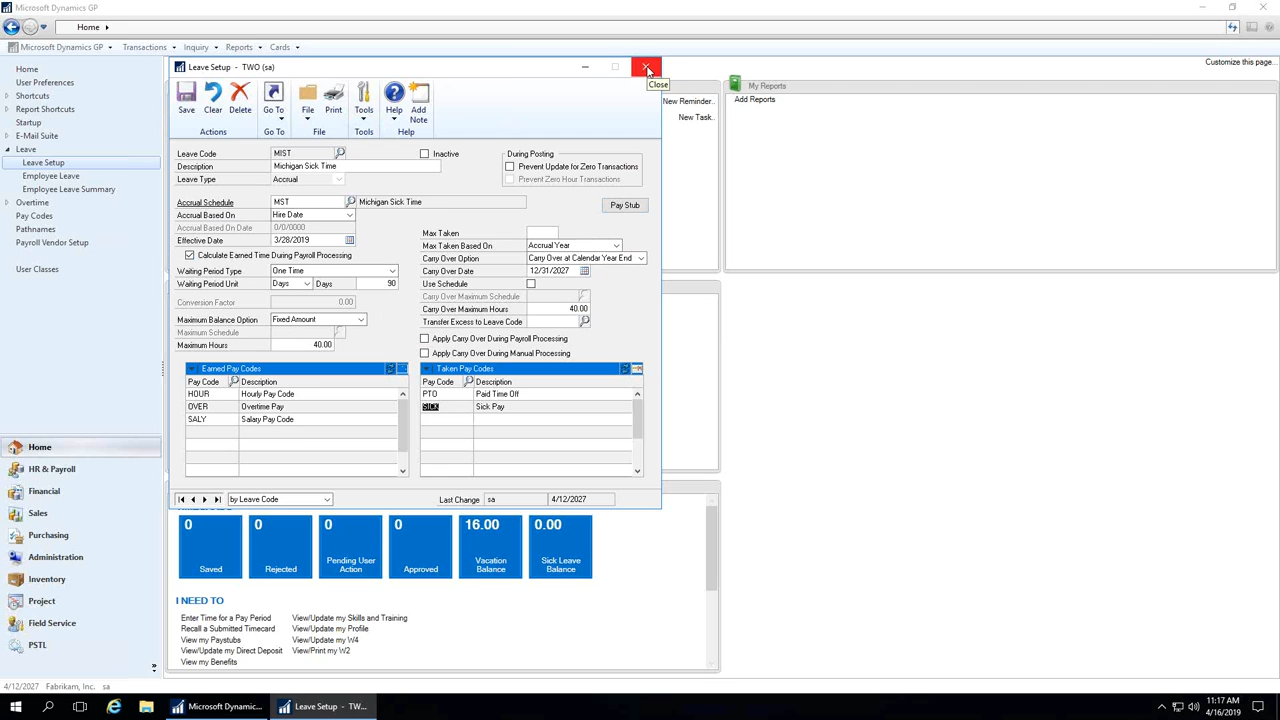 Microsoft Dynamics GP
Home
Microsoft Dynamics GP Transactions Inquiry Reports Cards
Customize this page...
Home
User Preferences
Shortcuts
Report Shortcuts
Startup
E-Mail Suite
Leave
Leave Setup
Employee Leave
Employee Leave Summary
Overtime
Pay Codes
Pathnames
Payroll Vendor Setup
User Classes
Home
HR & Payroll
Financial
Sales
Purchasing
Administration
Inventory
Project
Field Service
PSTL
Leave Setup - TWO (sa)
Close
Save Clear Delete Go To File Print Tools Help Add Note
Actions Go To File Tools Help
Leave Code MIST
Description Michigan Sick Time
Leave Type Accrual
Inactive
During Posting
Prevent Update for Zero Transactions
Prevent Zero Hour Transactions
Accrual Schedule MST Michigan Sick Time
Pay Stub
Accrual Based On Hire Date
Accrual Based On Date 0/0/0000
Effective Date 3/28/2019
Calculate Earned Time During Payroll Processing
Waiting Period Type One Time
Waiting Period Unit Days Days 90
Conversion Factor 0.00
Maximum Balance Option Fixed Amount
Maximum Schedule
Maximum Hours 40.00
Max Taken
Max Taken Based On Accrual Year
Carry Over Option Carry Over at Calendar Year End
Carry Over Date 12/31/2027
Use Schedule
Carry Over Maximum Schedule
Carry Over Maximum Hours 40.00
Transfer Excess to Leave Code
Apply Carry Over During Payroll Processing
Apply Carry Over During Manual Processing
Earned Pay Codes
Pay Code Description
HOUR Hourly Pay Code
OVER Overtime Pay
SALY Salary Pay Code
Taken Pay Codes
Pay Code Description
PTO Paid Time Off
SICK Sick Pay
by Leave Code
Last Change sa 4/12/2027
New Reminder..
New Task..
My Reports
Add Reports
0 Saved
0 Rejected
0 Pending User Action
0 Approved
16.00 Vacation Balance
0.00 Sick Leave Balance
I NEED TO
Enter Time for a Pay Period View/Update my Skills and Training
Recall a Submitted Timecard View/Update my Profile
View my Paystubs View/Update my W4
View/Update my Direct Deposit View/Print my W2
View my Benefits
4/12/2027 Fabrikam, Inc. sa
Microsoft Dynamic...
Leave Setup - TW...
11:17 AM
4/16/2019